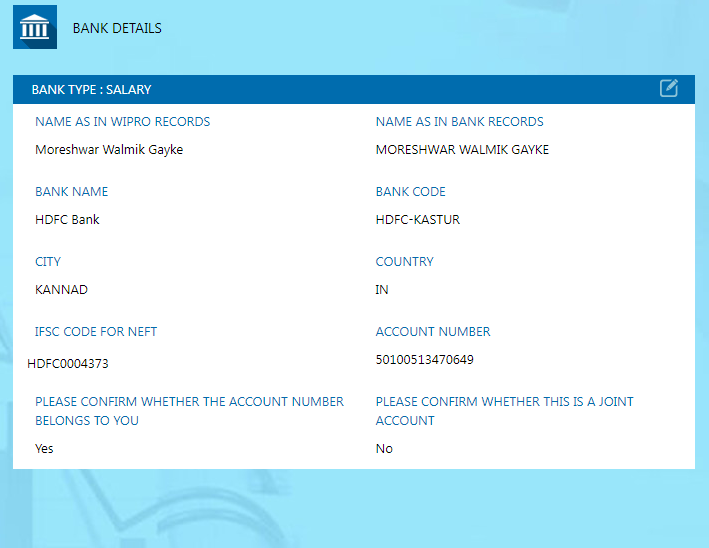 BANK DETAILS
BANK TYPE : SALARY
NAME AS IN WIPRO RECORDS
NAME AS IN BANK RECORDS
Moreshwar Walmik Gayke
MORESHWAR WALMIK GAYKE
BANK NAME
BANK CODE
HDFC Bank
HDFC-KASTUR
CITY
COUNTRY
KANNAD
IN
IFSC CODE FOR NEFT
ACCOUNT NUMBER
HDFC0004373
50100513470649
PLEASE CONFIRM WHETHER THE ACCOUNT NUMBER
BELONGS TO YOU
PLEASE CONFIRM WHETHER THIS IS A JOINT
ACCOUNT
Yes
No